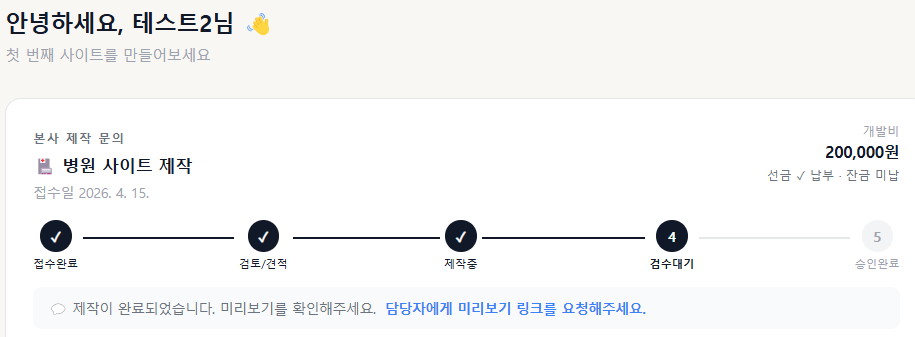 안녕하세요, 테스트2님 👋
첫 번째 사이트를 만들어보세요
본사 제작 문의
개발비
🏥 병원 사이트 제작
200,000원
접수일 2026. 4. 15.
선금 ✓ 납부 · 잔금 미납
✓ ✓ ✓ 4 5
접수완료 검토/견적 제작중 검수대기 승인완료
제작이 완료되었습니다. 미리보기를 확인해주세요. 담당자에게 미리보기 링크를 요청해주세요.